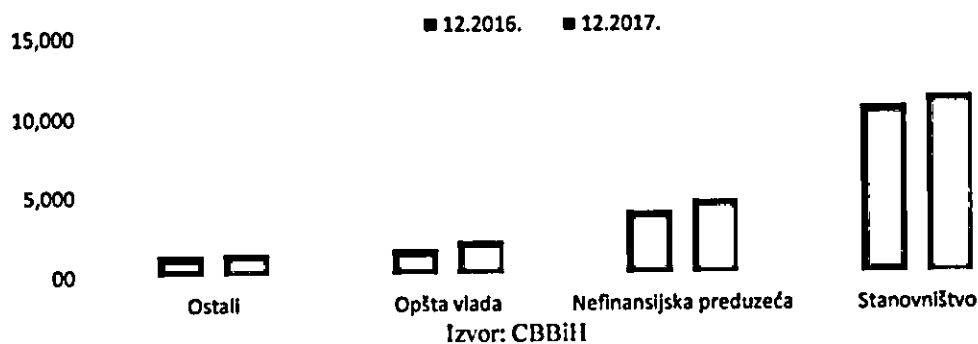 12.2016. 12.2017.
15,000
10,000
5,000
00
Ostali Opšta vlada Nefinansijska preduzeća Stanovništvo
Izvor: CBBiH